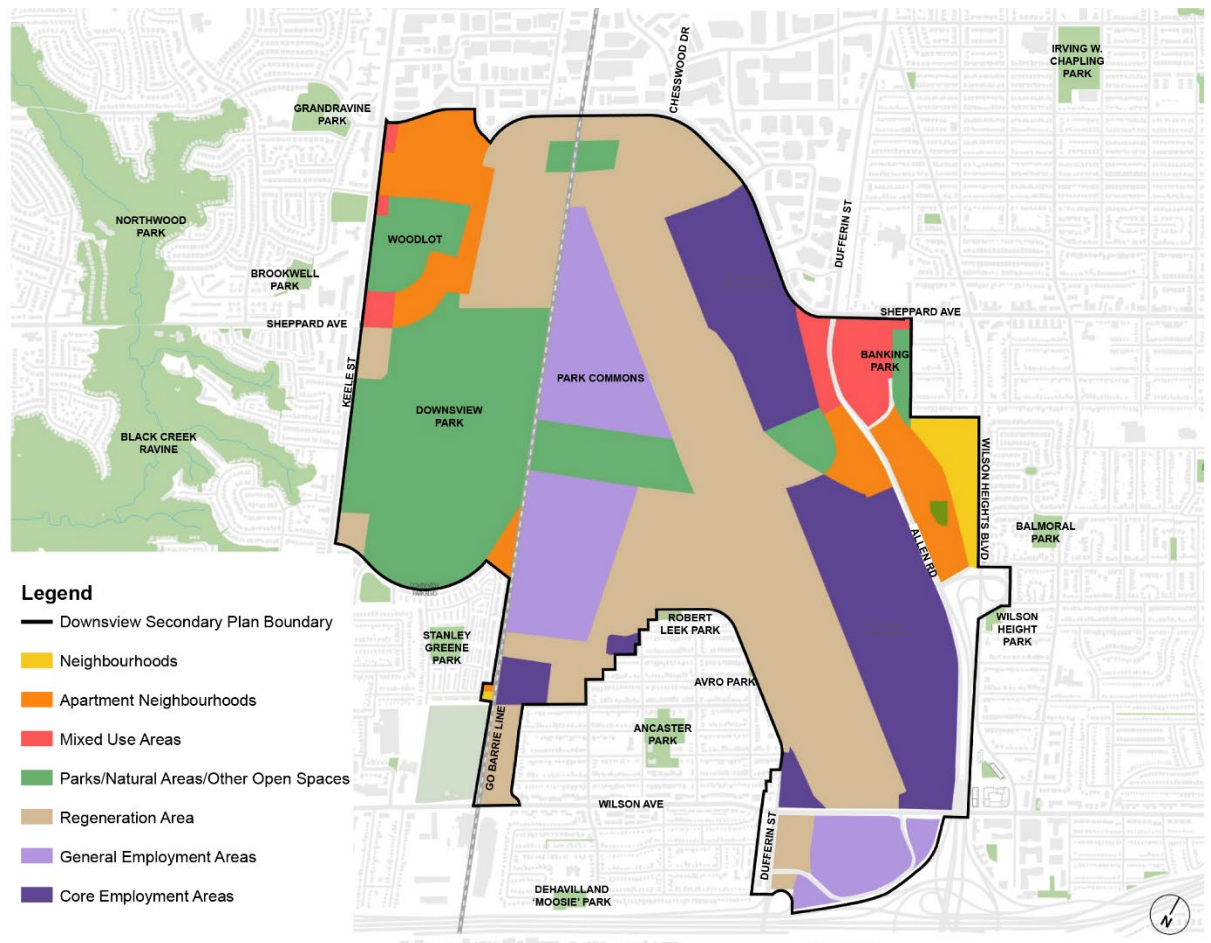 CHESSWOOD DR
IRVING W.
CHAPLING
PARK
GRANDRAVINE
PARK
NORTHWOOD
PARK
WOODLOT
DUFFERIN ST
BROOKWELL
PARK
SHEPPARD AVE
SHEPPARD AVE
BANKING
PARK
KEELE ST
PARK COMMONS
DOWNSVIEW
PARK
BLACK CREEK
RAVINE
WILSON HEIGHTS BLVD
ALLEN RD
BALMORAL
PARK
Legend
Downsview Secondary Plan Boundary
Neighbourhoods
Apartment Neighbourhoods
Mixed Use Areas
Parks/Natural Areas/Other Open Spaces
Regeneration Area
General Employment Areas
Core Employment Areas
STANLEY
GREENE
PARK
ROBERT
LEEK PARK
WILSON
HEIGHT
PARK
AVRO PARK
ANCASTER
PARK
GO BARRIE LINE
WILSON AVE
DUFFERIN ST
DEHAVILLAND
'MOOSIE' PARK
N